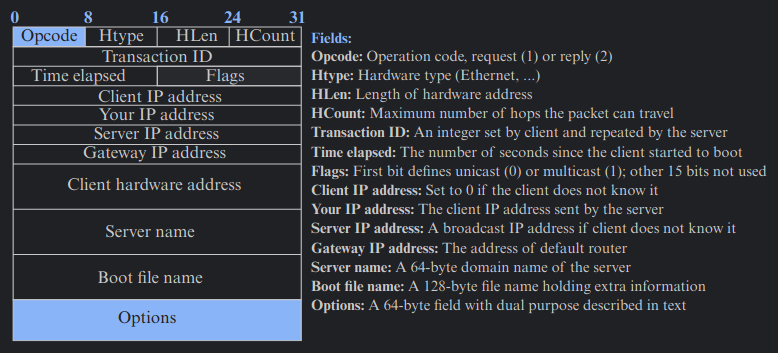 0 8 16 24 31
Opcode Htype HLen HCount
Transaction ID
Time elapsed Flags
Client IP address
Your IP address
Server IP address
Gateway IP address
Client hardware address
Server name
Boot file name
Options
Fields:
Opcode: Operation code, request (1) or reply (2)
Htype: Hardware type (Ethernet, ...)
HLen: Length of hardware address
HCount: Maximum number of hops the packet can travel
Transaction ID: An integer set by client and repeated by the server
Time elapsed: The number of seconds since the client started to boot
Flags: First bit defines unicast (0) or multicast (1); other 15 bits not used
Client IP address: Set to 0 if the client does not know it
Your IP address: The client IP address sent by the server
Server IP address: A broadcast IP address if client does not know it
Gateway IP address: The address of default router
Server name: A 64-byte domain name of the server
Boot file name: A 128-byte file name holding extra information
Options: A 64-byte field with dual purpose described in text